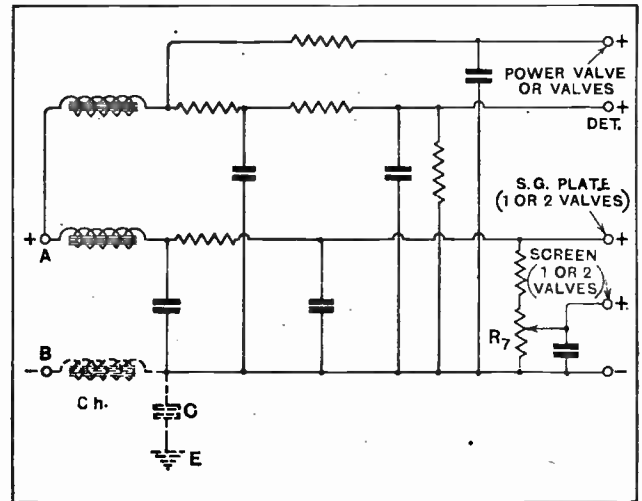 +
POWER VALVE
OR VALVES
+
DET.
S.G. PLATE
(1 OR 2 VALVES)
+
+
A
SCREEN
(1 OR 2
VALVES)
+
R7
B
-
-
Ch.
C
E